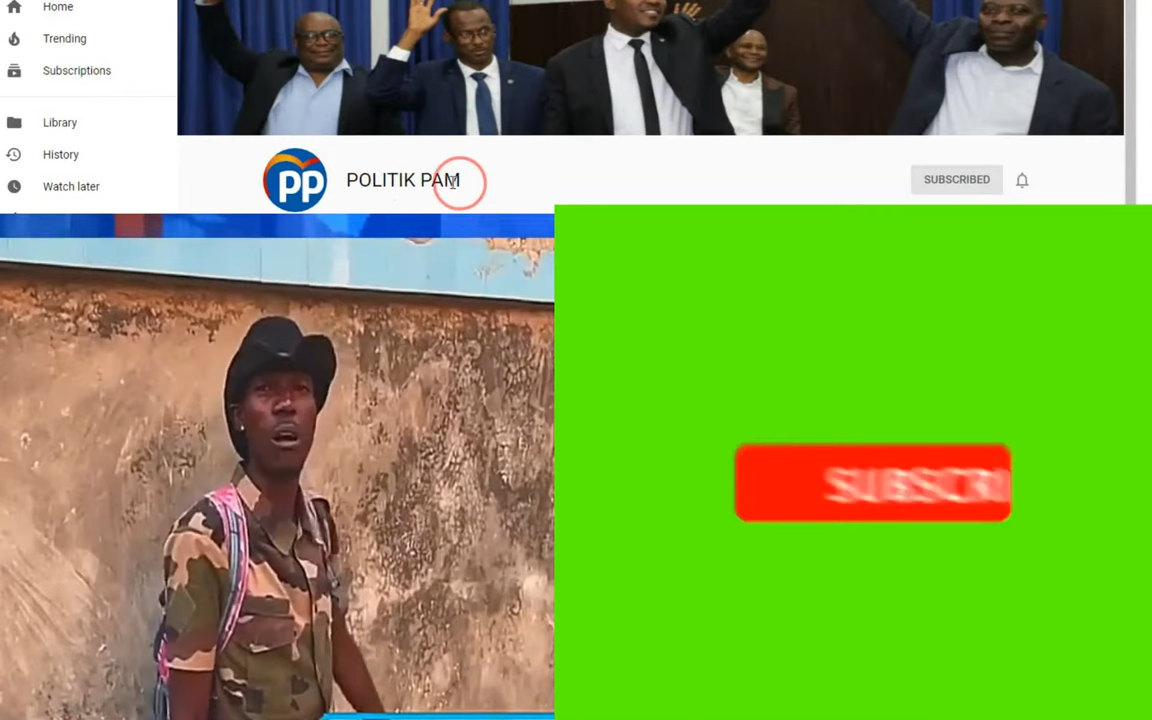 Home
Trending
Subscriptions
Library
History
Watch later
pp
POLITIK PAM
SUBSCRIBED